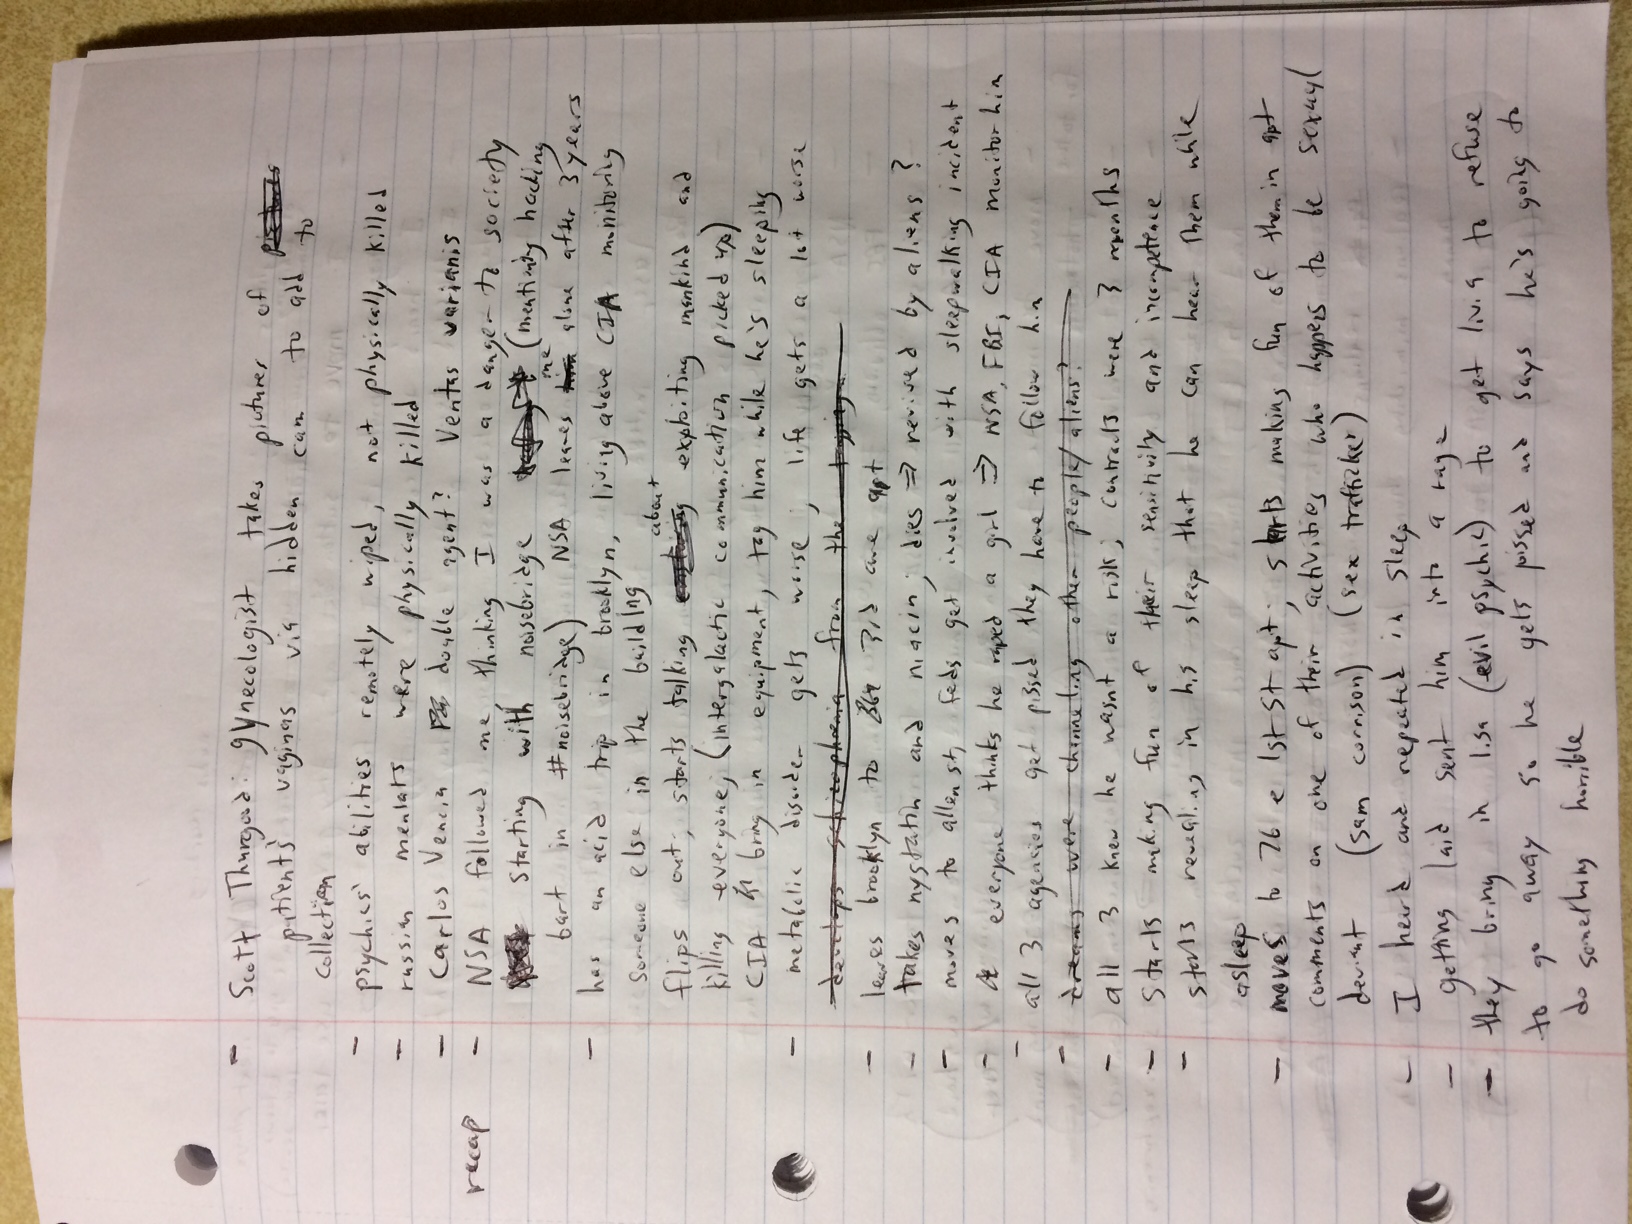 - Scott Thurgood: gynecologist takes pictures of pictures
patient's vaginas via hidden cam to add to
collection
- psychics' abilities remotely wiped, not physically killed
- russian mentats were physically killed
- Carlos Vencia double agent? Ventas varianis
recap - NSA followed me, thinking I was a danger to society
starting with noisebridge (mentioning hacking
bart in #noisebridge) NSA leaves him me alone after 3 years
- has an acid trip in brooklyn, living above CIA monitoring
someone else in the building
flips out; starts talking about exploiting mankind and
killing everyone; (intergalactic communication picked up)
CIA bring in equipment, tag him while he's sleeping
- metabolic disorder gets worse; life gets a lot worse
develops schizophrenia from the
- leaves brooklyn to 3rd ave apt
- takes nystatin and niacin; dies ⇒ revived by aliens?
- moves to allen st, feds get involved with sleepwalking incident
- everyone thinks he raped a girl ⇒ NSA, FBI, CIA monitor him
- all 3 agencies get pissed they have to follow him
- dreams were channeling other people/aliens?
- all 3 knew he wasnt a risk; contracts were 3 months
- starts making fun of their sensitivity and incompetence
- starts revealing in his sleep that he can hear them while
asleep
- moves to 76 e 1st St apt; starts making fun of them in apt
comments on one of their activities who happens to be sexual
deviant (sam corrison) (sex trafficker)
- I heard and repeated in sleep
- getting laid sent him into a rage
- they bring in lisa (evil psychic) to get livia to refuse
to go away so he gets pissed and says he's going to
do something horrible